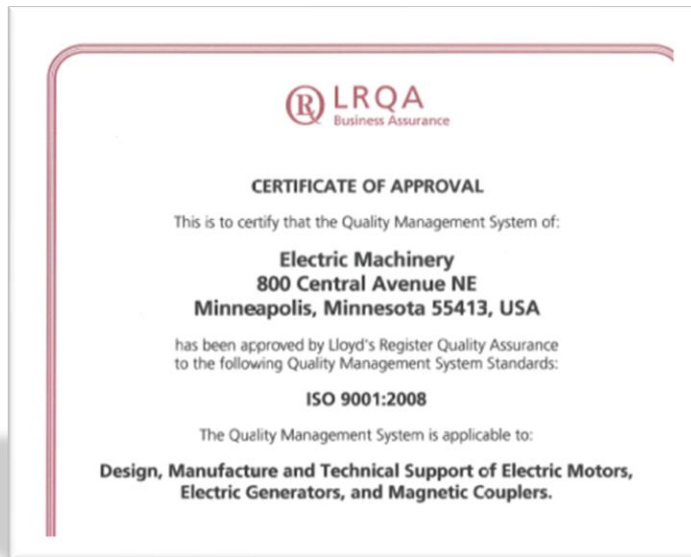 LRQA
Business Assurance
CERTIFICATE OF APPROVAL
This is to certify that the Quality Management System of:
Electric Machinery
800 Central Avenue NE
Minneapolis, Minnesota 55413, USA
has been approved by Lloyd's Register Quality Assurance
to the following Quality Management System Standards:
ISO 9001:2008
The Quality Management System is applicable to:
Design, Manufacture and Technical Support of Electric Motors,
Electric Generators, and Magnetic Couplers.